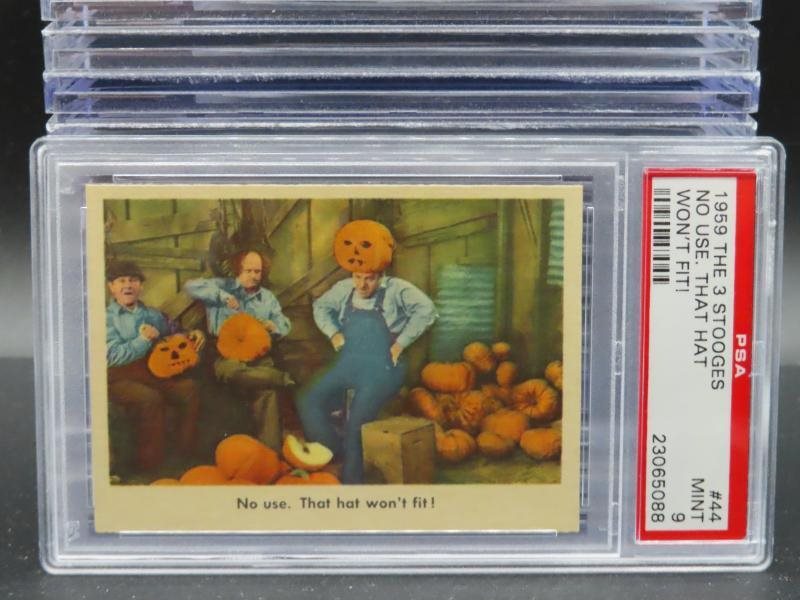 No use. That hat won't fit!
1959 THE 3 STOOGES #44
NO USE. THAT HAT MINT
WON'T FIT! 9
23065088
PSA